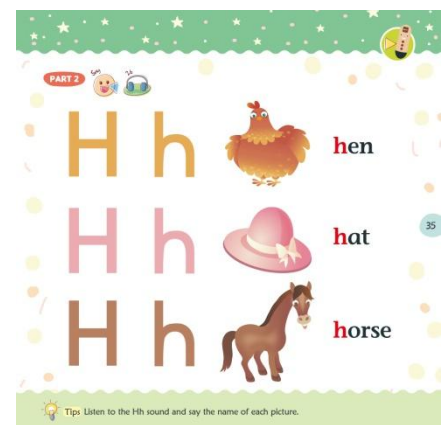 PART 2
Say
H h hen
35
H h hat
H h horse
Tips Listen to the Hh sound and say the name of each picture.